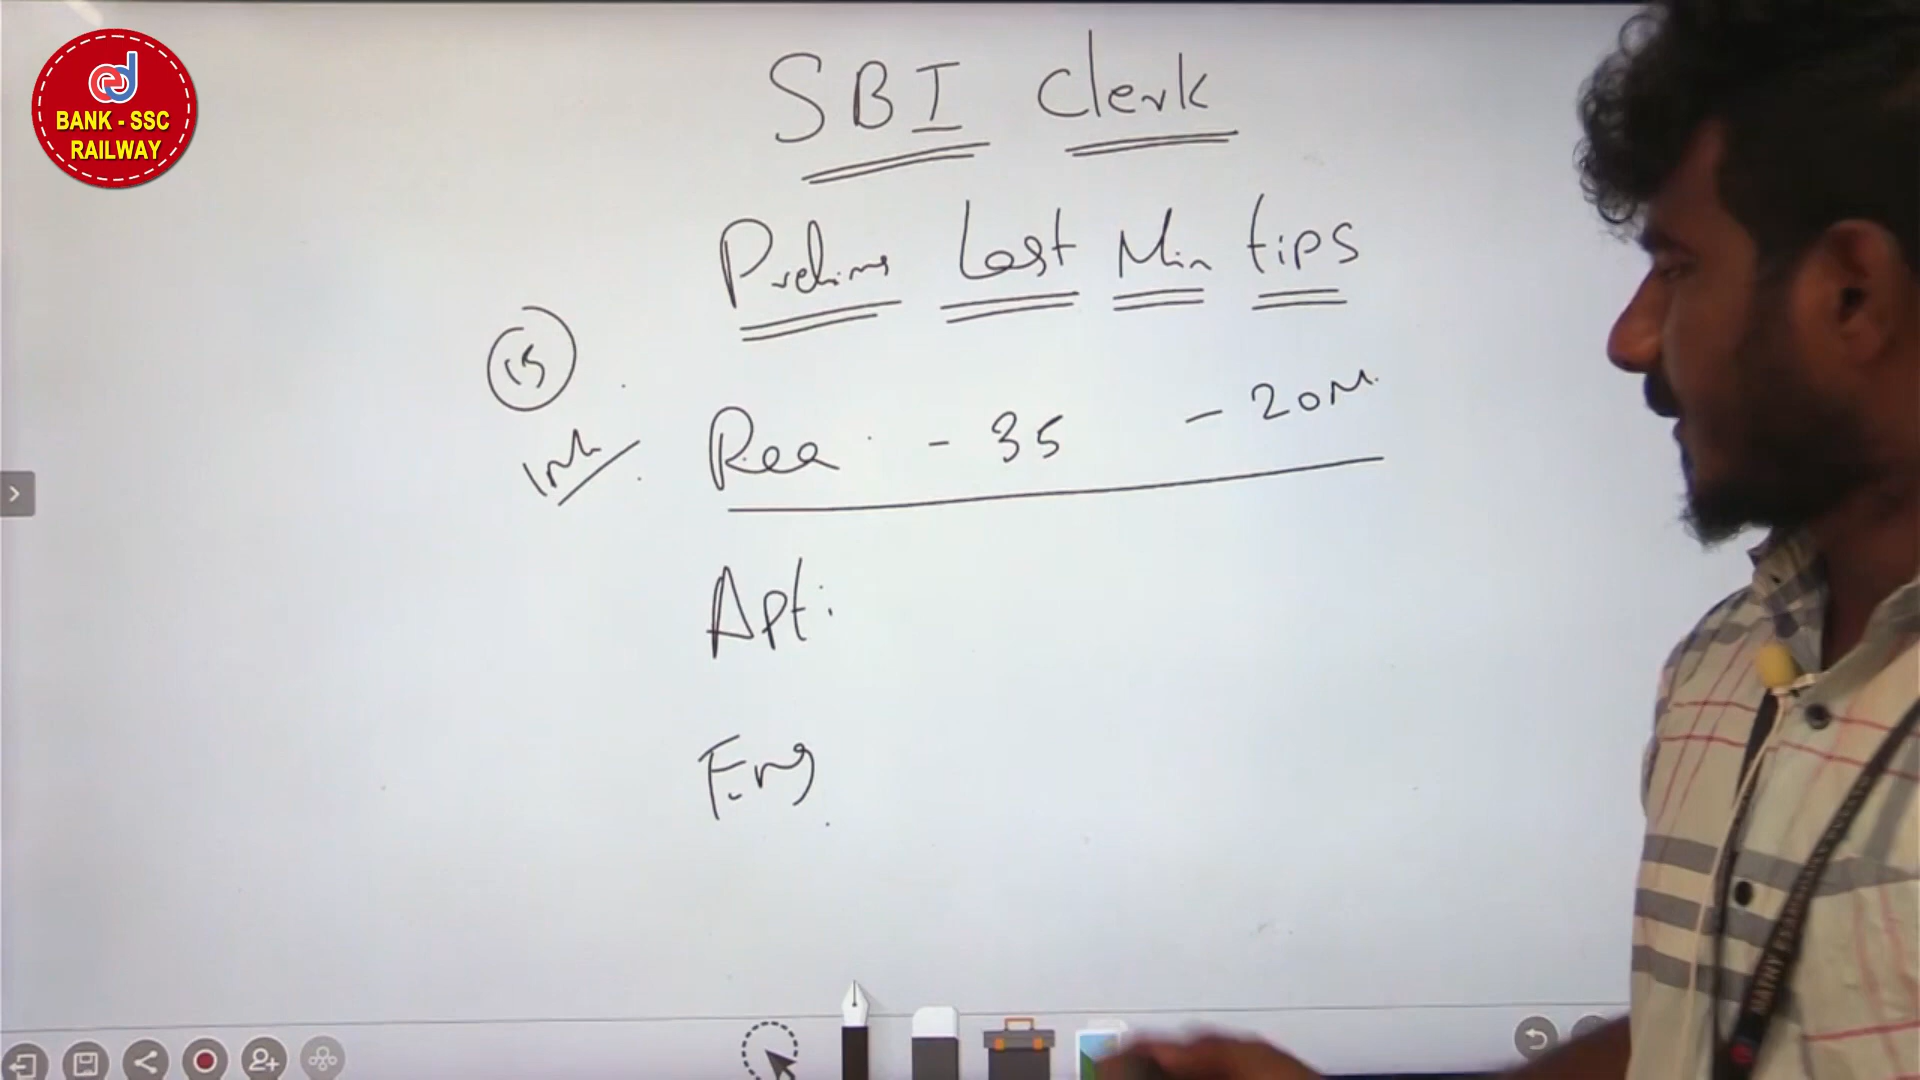 BANK - SSC
RAILWAY
SBI Clerk
Prelims Last Min tips
15
Rea - 35 - 20M
Apt:
Eng